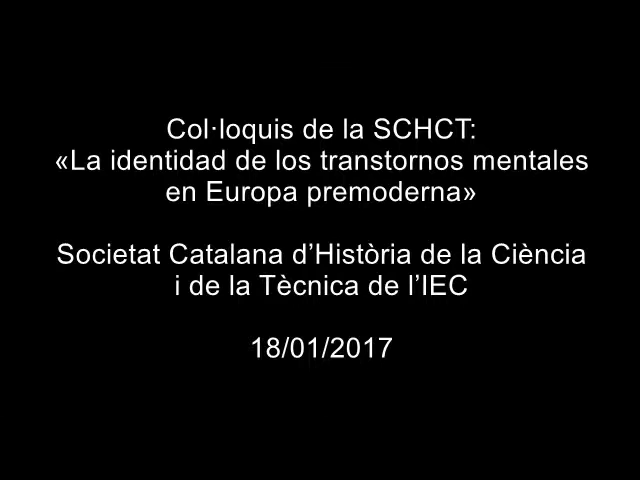 Col·loquis de la SCHCT:
«La identidad de los transtornos mentales
en Europa premoderna»
Societat Catalana d’Història de la Ciència
i de la Tècnica de l’IEC
18/01/2017